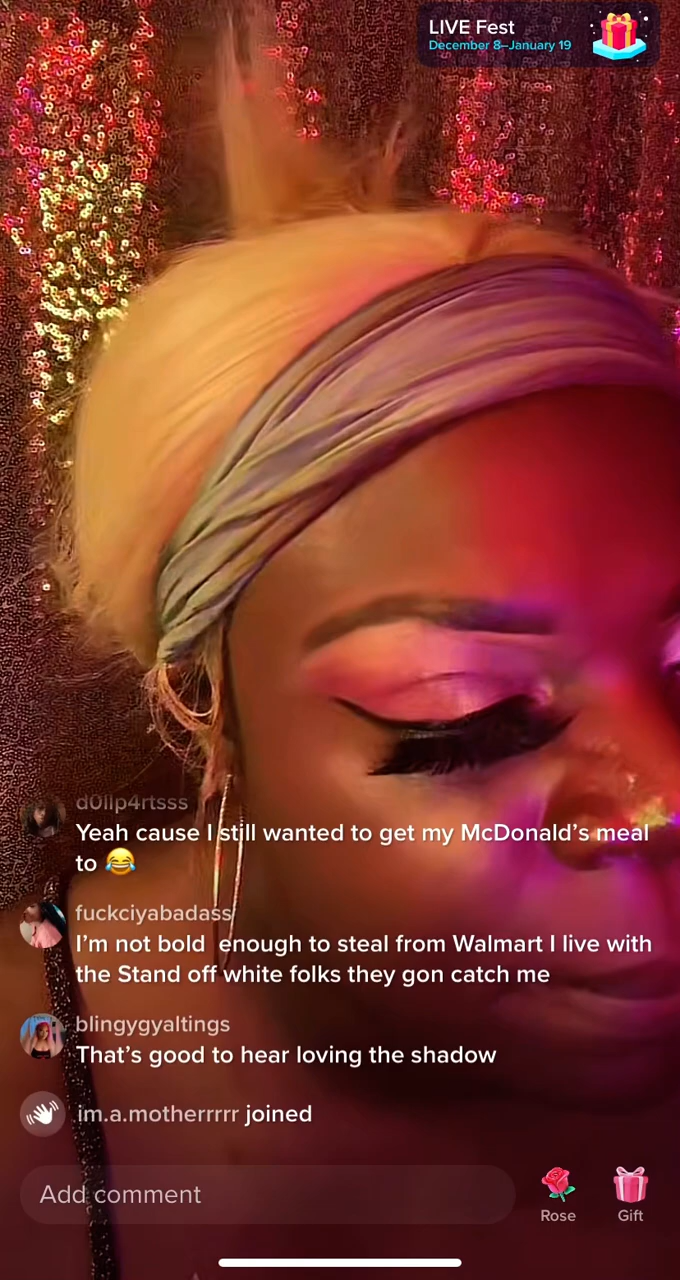 LIVE Fest
December 8–January 19
d0llp4rtsss
Yeah cause I still wanted to get my McDonald's meal
to 😂
fuckciyabadass
I'm not bold  enough to steal from Walmart I live with
the Stand off white folks they gon catch me
blingygyaltings
That's good to hear loving the shadow
im.a.motherrrrr joined
Add comment
Rose
Gift